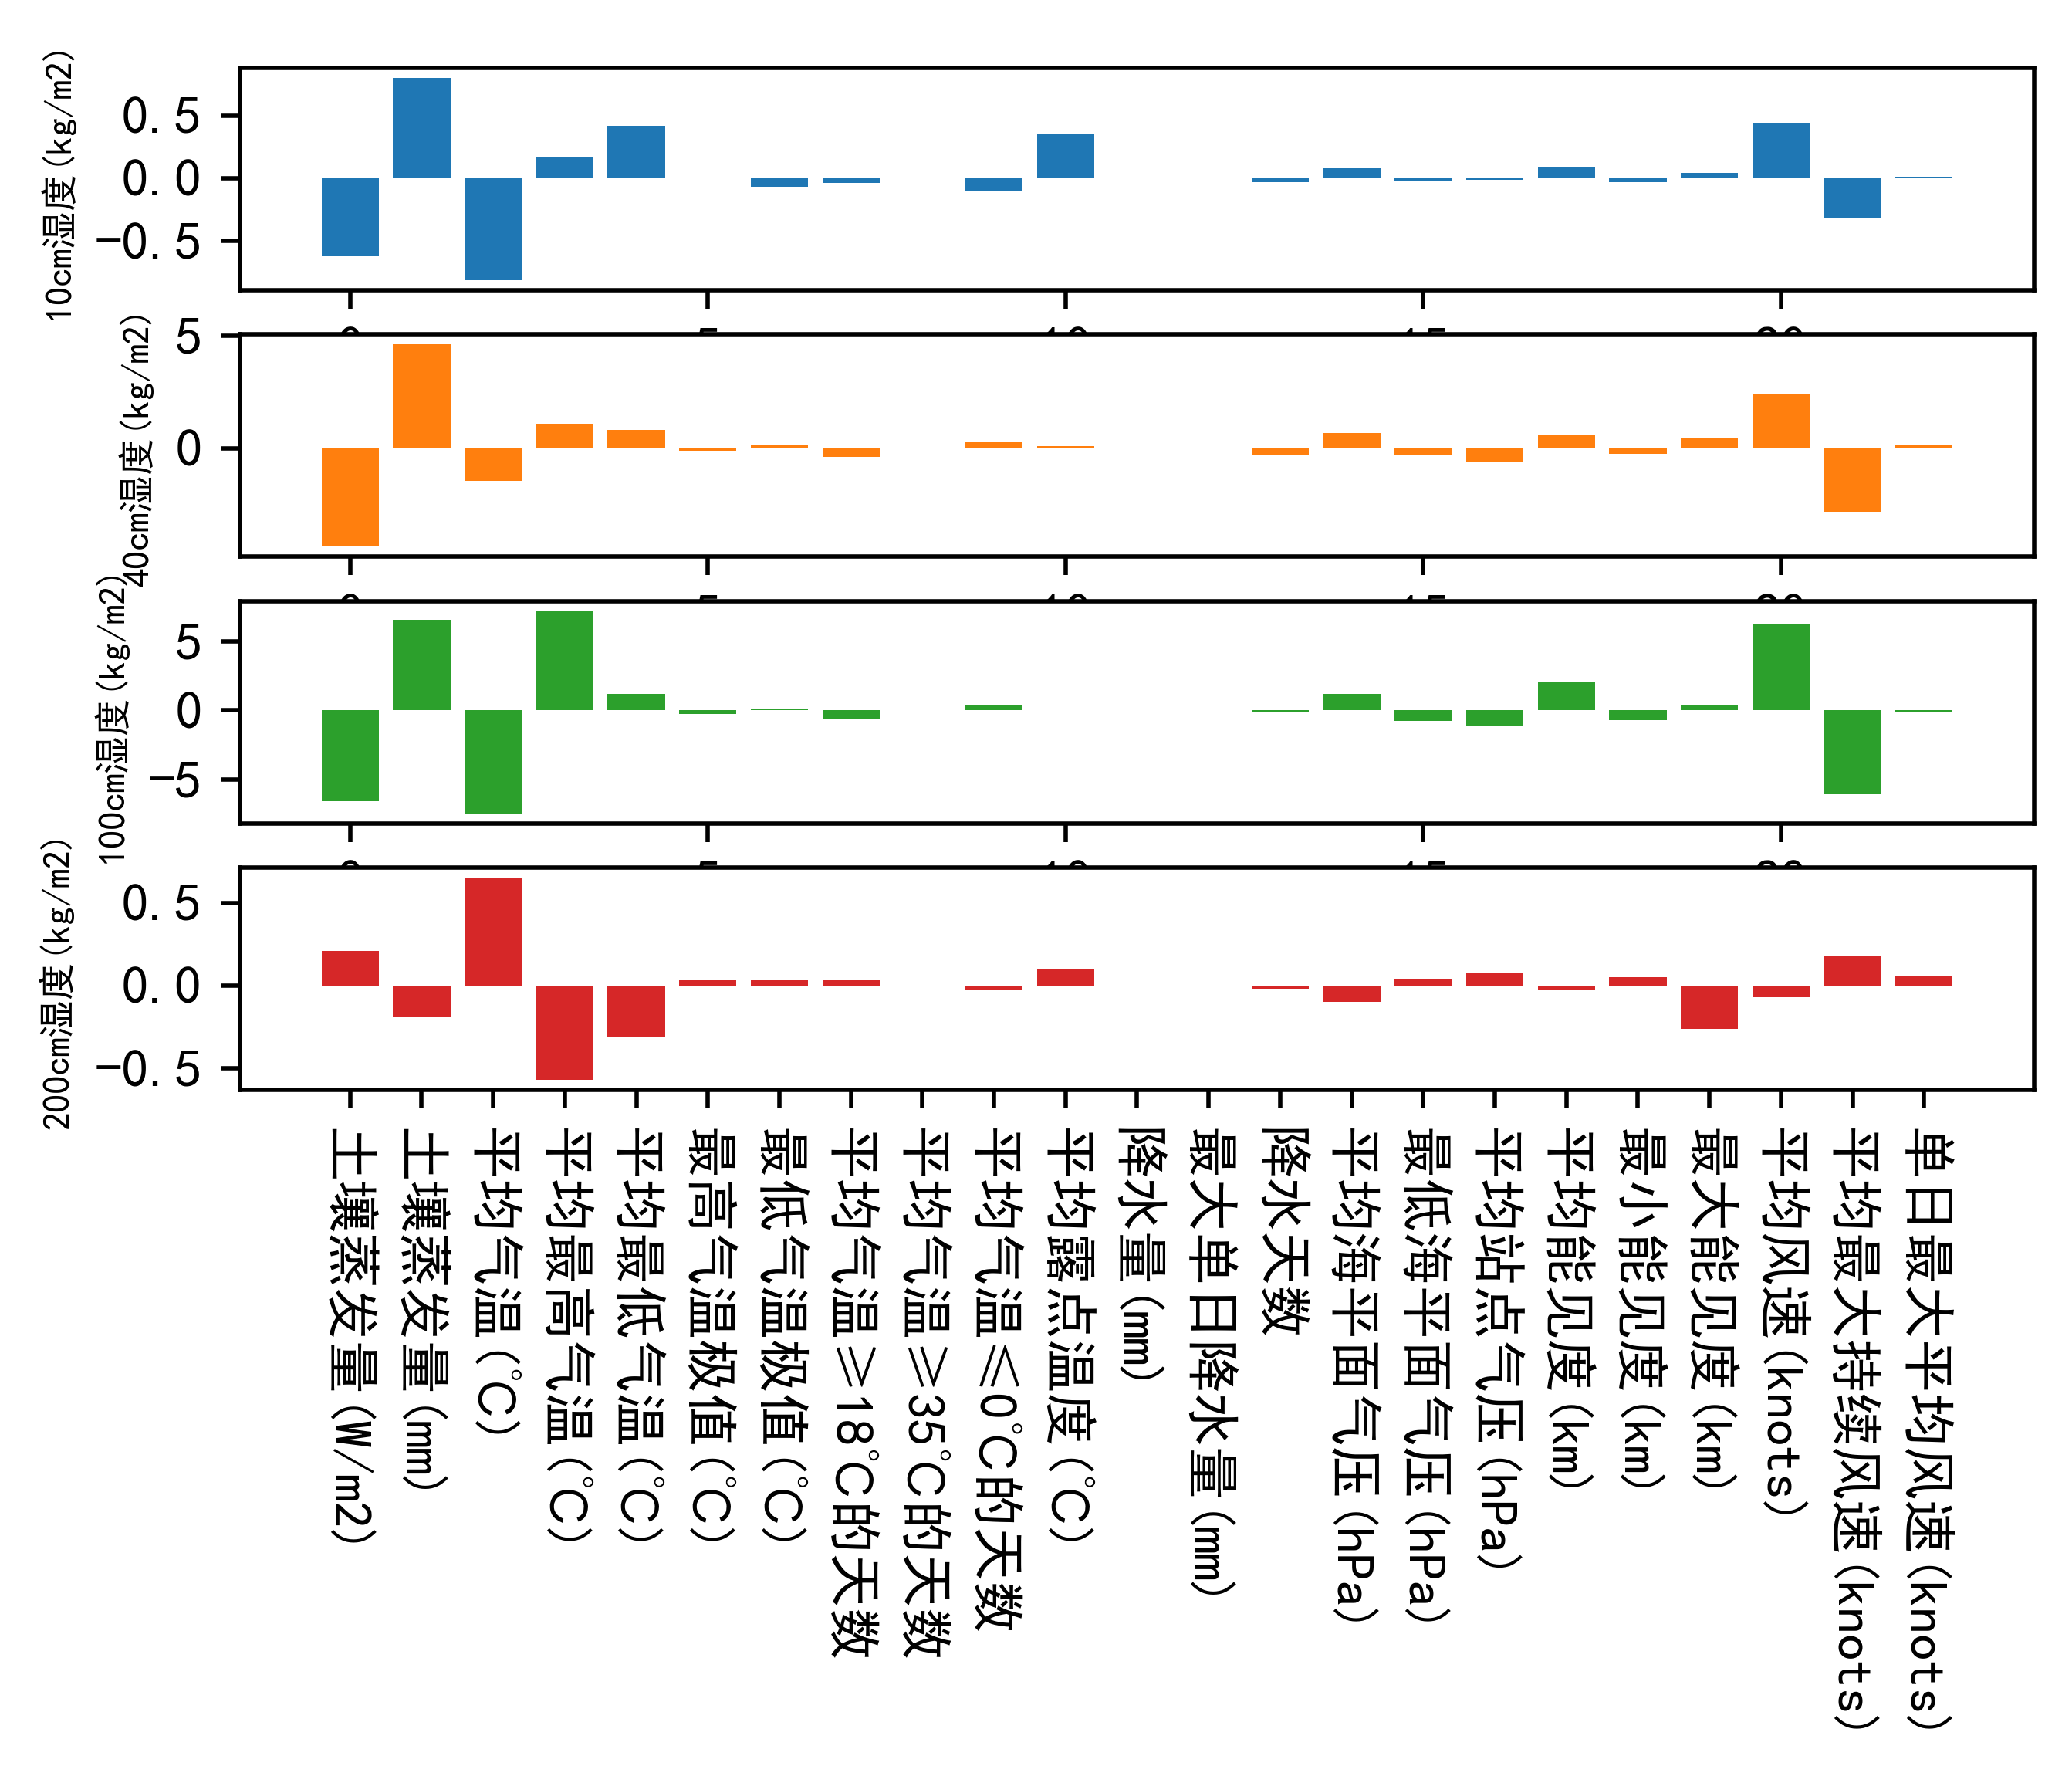 10cm湿度(kg/m2)
0.5
0.0
−0.5
40cm湿度(kg/m2)
5
0
100cm湿度(kg/m2)
5
0
−5
200cm湿度(kg/m2)
0.5
0.0
−0.5
土壤蒸发量(W/m2)
土壤蒸发量(mm)
平均气温(℃)
平均最高气温(℃)
平均最低气温(℃)
最高气温极值(℃)
最低气温极值(℃)
平均气温≥18℃的天数
平均气温≥35℃的天数
平均气温≤0℃的天数
平均露点温度(℃)
降水量(mm)
最大单日降水量(mm)
降水天数
平均海平面气压(hPa)
最低海平面气压(hPa)
平均站点气压(hPa)
平均能见度(km)
最小能见度(km)
最大能见度(km)
平均风速(knots)
平均最大持续风速(knots)
单日最大平均风速(knots)